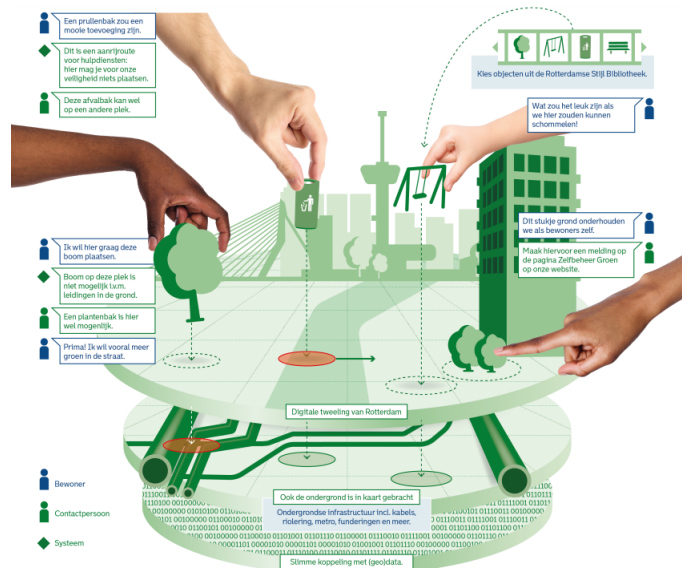 Een prullenbak zou een
mooie toevoeging zijn.
Dit is een aanrijroute
voor hulpdiensten:
hier mag je voor onze
veiligheid niets plaatsen.
Deze afvalbak kan wel
op een andere plek.
Kies objecten uit de Rotterdamse Stijl Bibliotheek.
Wat zou het leuk zijn als
we hier zouden kunnen
schommelen!
Ik wil hier graag deze
boom plaatsen.
Boom op deze plek is
niet mogelijk i.v.m.
leidingen in de grond.
Een plantenbak is hier
wel mogenlijk.
Prima! Ik wil vooral meer
groen in de straat.
Dit stukje grond onderhouden
we als bewoners zelf.
Maak hiervoor een melding op
de pagina Zelfbeheer Groen
op onze website.
Digitale tweeling van Rotterdam
Ook de ondergrond is in kaart gebracht
Ondergrondse infrastructuur incl. kabels,
riolering, metro, funderingen en meer.
Slimme koppeling met (geo)data.
Bewoner
Contactpersoon
Systeem